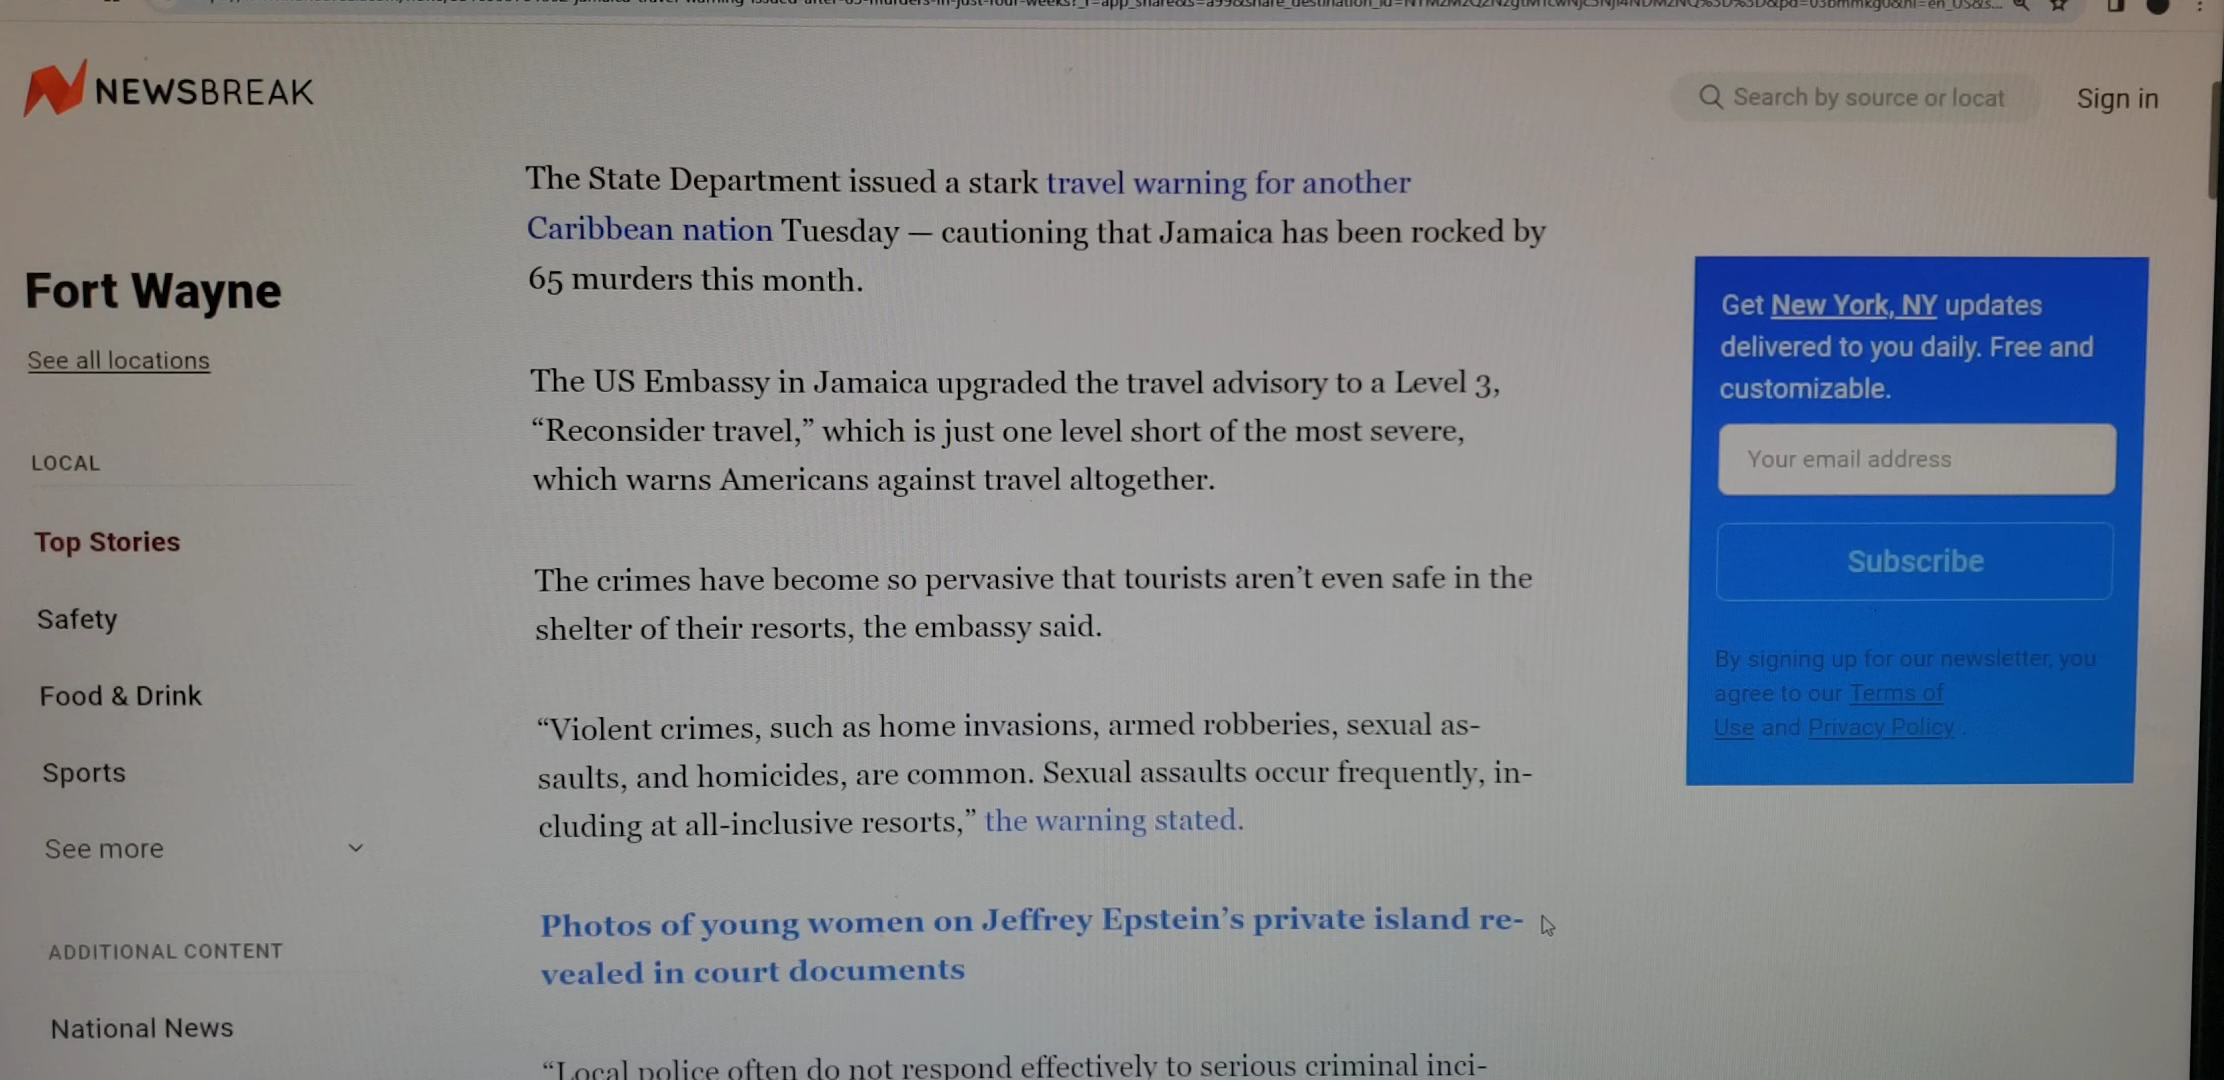 NEWSBREAK
Search by source or locat
Sign in
Fort Wayne
See all locations
LOCAL
Top Stories
Safety
Food & Drink
Sports
See more
ADDITIONAL CONTENT
National News
The State Department issued a stark travel warning for another
Caribbean nation Tuesday — cautioning that Jamaica has been rocked by
65 murders this month.
The US Embassy in Jamaica upgraded the travel advisory to a Level 3,
“Reconsider travel,” which is just one level short of the most severe,
which warns Americans against travel altogether.
The crimes have become so pervasive that tourists aren’t even safe in the
shelter of their resorts, the embassy said.
“Violent crimes, such as home invasions, armed robberies, sexual as-
saults, and homicides, are common. Sexual assaults occur frequently, in-
cluding at all-inclusive resorts,” the warning stated.
Photos of young women on Jeffrey Epstein’s private island re-
vealed in court documents
“Local police often do not respond effectively to serious criminal inci-
Get New York, NY updates
delivered to you daily. Free and
customizable.
Your email address
Subscribe
By signing up for our newsletter, you
agree to our Terms of
Use and Privacy Policy .